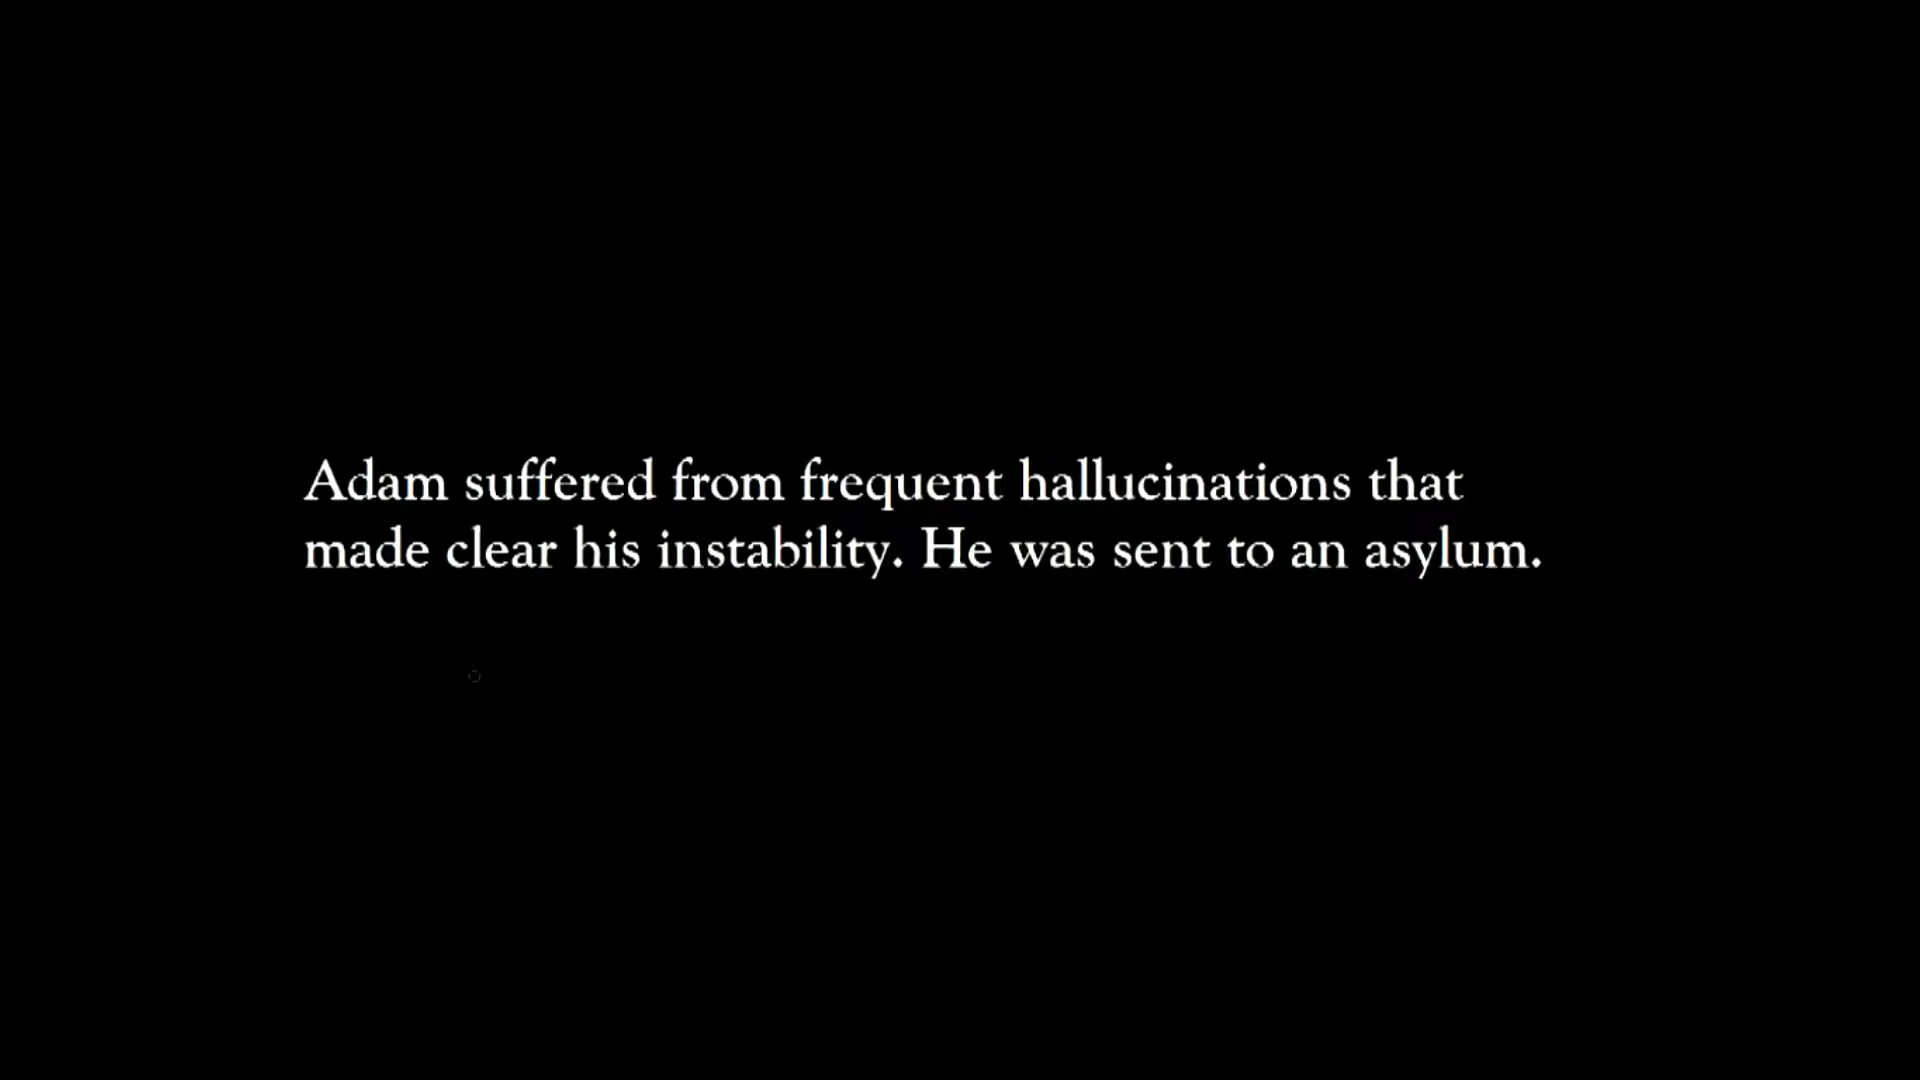 Adam suffered from frequent hallucinations that
made clear his instability. He was sent to an asylum.